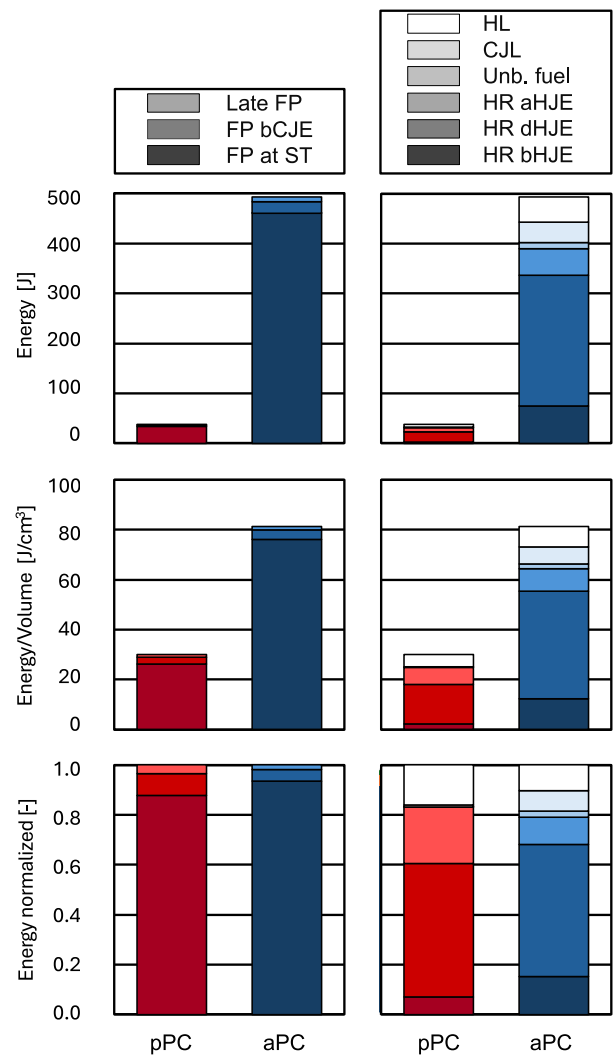 Late FP
FP bCJE
FP at ST
HL
CJL
Unb. fuel
HR aHJE
HR dHJE
HR bHJE
Energy [J]
500
400
300
200
100
0
Energy/Volume [J/cm³]
100
80
60
40
20
0
Energy normalized [-]
1.0
0.8
0.6
0.4
0.2
0.0
pPC aPC pPC aPC